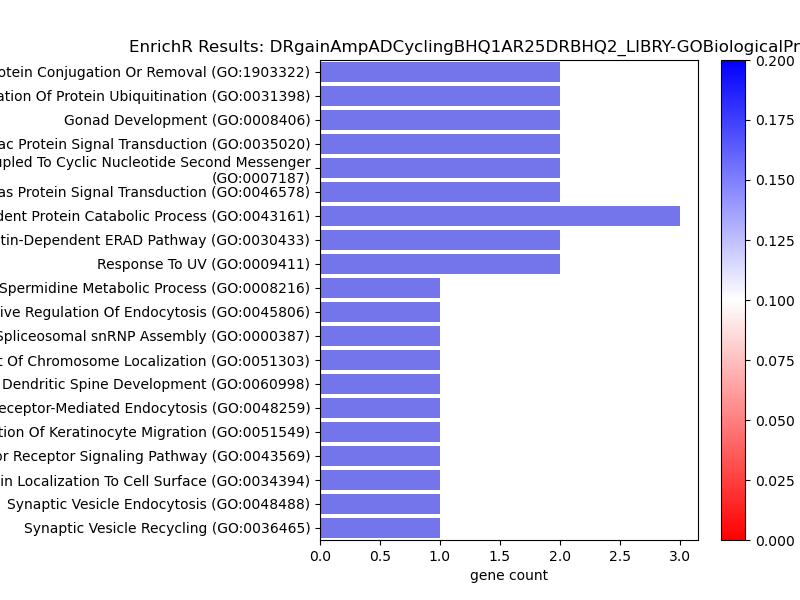 EnrichR Results: DRgainAmpADCyclingBHQ1AR25DRBHQ2_LIBRY-GOBiologicalPr
otein Conjugation Or Removal (GO:1903322)
ation Of Protein Ubiquitination (GO:0031398)
Gonad Development (GO:0008406)
ac Protein Signal Transduction (GO:0035020)
upled To Cyclic Nucleotide Second Messenger
(GO:0007187)
as Protein Signal Transduction (GO:0046578)
dent Protein Catabolic Process (GO:0043161)
tin-Dependent ERAD Pathway (GO:0030433)
Response To UV (GO:0009411)
Spermidine Metabolic Process (GO:0008216)
ive Regulation Of Endocytosis (GO:0045806)
Spliceosomal snRNP Assembly (GO:0000387)
t Of Chromosome Localization (GO:0051303)
Dendritic Spine Development (GO:0060998)
eceptor-Mediated Endocytosis (GO:0048259)
tion Of Keratinocyte Migration (GO:0051549)
or Receptor Signaling Pathway (GO:0043569)
in Localization To Cell Surface (GO:0034394)
Synaptic Vesicle Endocytosis (GO:0048488)
Synaptic Vesicle Recycling (GO:0036465)
0.0 0.5 1.0 1.5 2.0 2.5 3.0
gene count
0.200
0.175
0.150
0.125
0.100
0.075
0.050
0.025
0.000